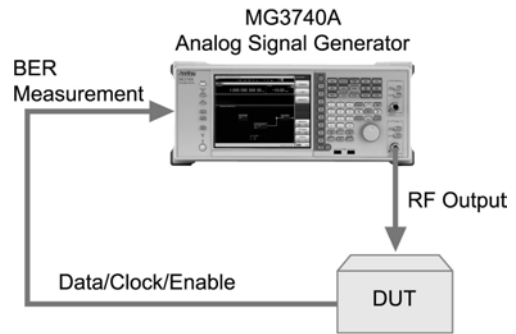 MG3740A
Analog Signal Generator
BER
Measurement
RF Output
Data/Clock/Enable
DUT